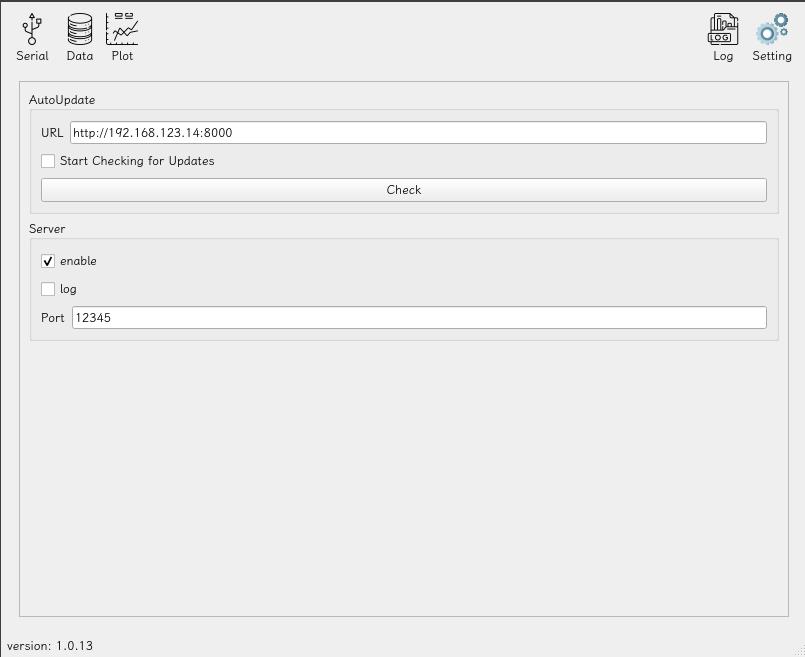 Serial Data Plot Log Setting
LOG
AutoUpdate
URL http://192.168.123.14:8000
Start Checking for Updates
Check
Server
enable
log
Port 12345
version: 1.0.13